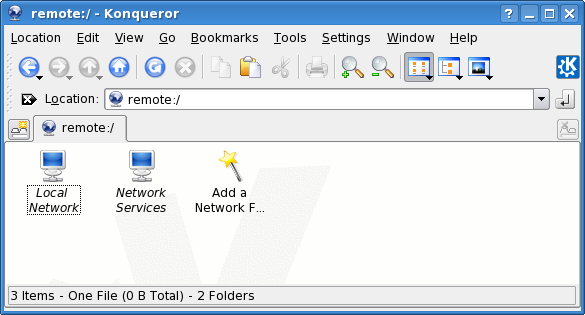 remote:/ - Konqueror
Location Edit View Go Bookmarks Tools Settings Window Help
Location: remote:/
remote:/
Local Network
Network Services
Add a Network F...
3 Items - One File (0 B Total) - 2 Folders